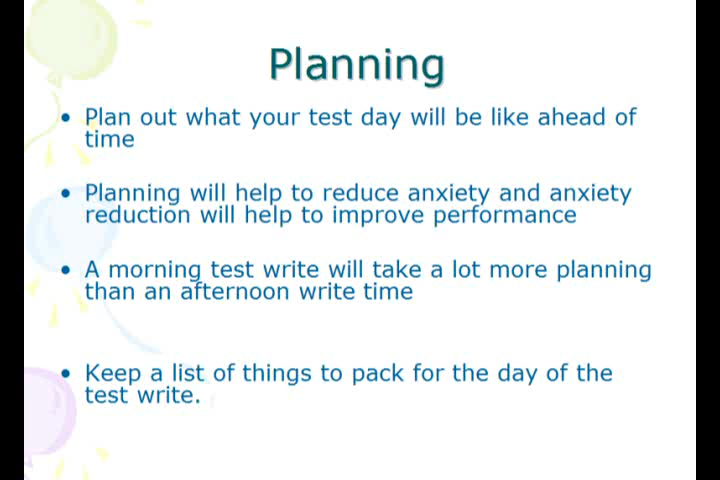 Planning
• Plan out what your test day will be like ahead of
time
• Planning will help to reduce anxiety and anxiety
reduction will help to improve performance
• A morning test write will take a lot more planning
than an afternoon write time
• Keep a list of things to pack for the day of the
test write.